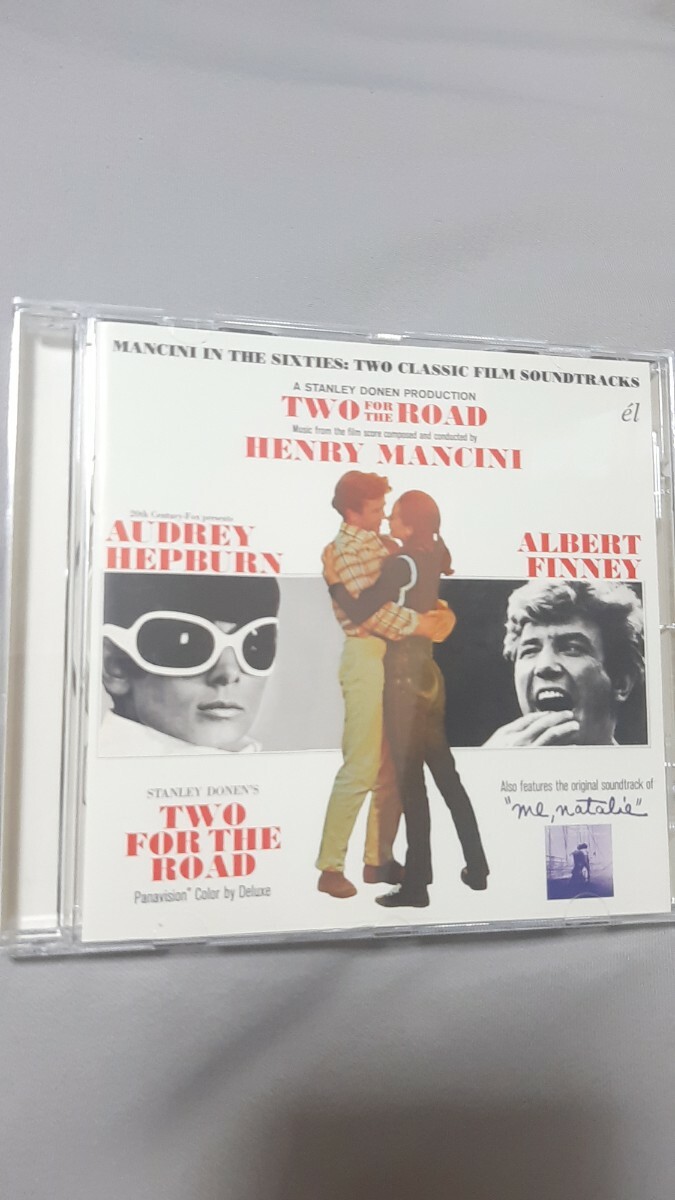 MANCINI IN THE SIXTIES: TWO CLASSIC FILM SOUNDTRACKS
él
A STANLEY DONEN PRODUCTION
TWO FOR THE ROAD
Music from the film score composed and conducted by
HENRY MANCINI
20th Century-Fox presents
AUDREY
HEPBURN
ALBERT
FINNEY
STANLEY DONEN'S
TWO
FOR THE
ROAD
Panavision® Color by Deluxe
Also features the original soundtrack of
"me, natalie"